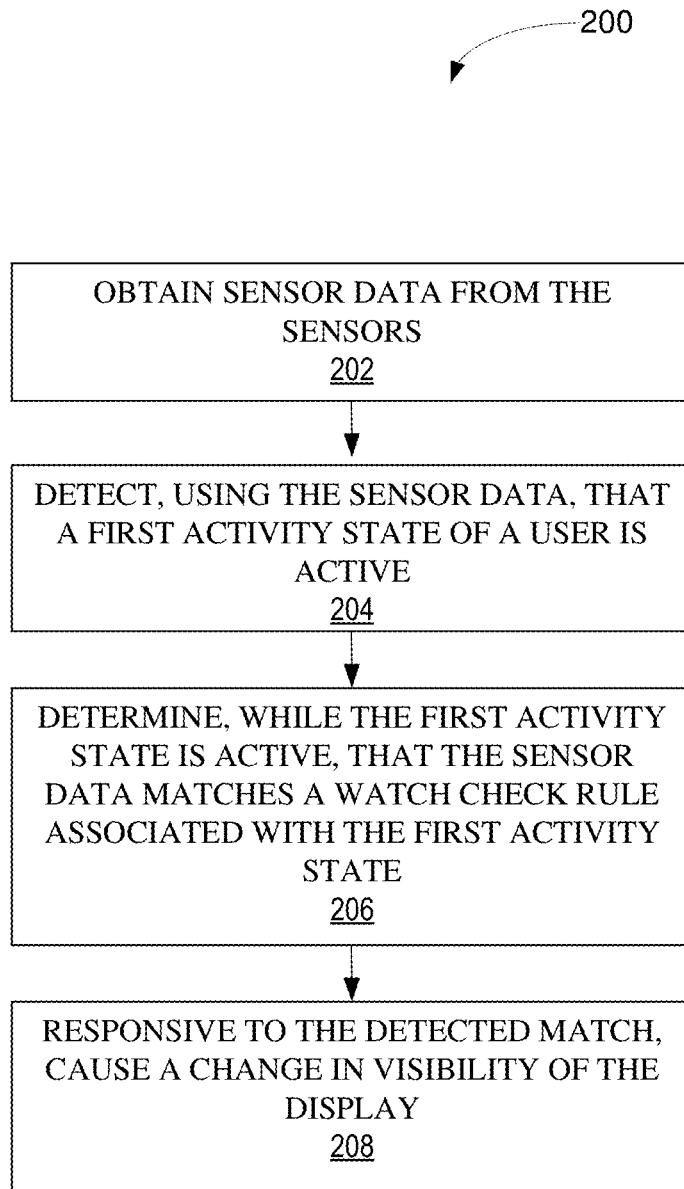 200
OBTAIN SENSOR DATA FROM THE
SENSORS
202
DETECT, USING THE SENSOR DATA, THAT
A FIRST ACTIVITY STATE OF A USER IS
ACTIVE
204
DETERMINE, WHILE THE FIRST ACTIVITY
STATE IS ACTIVE, THAT THE SENSOR
DATA MATCHES A WATCH CHECK RULE
ASSOCIATED WITH THE FIRST ACTIVITY
STATE
206
RESPONSIVE TO THE DETECTED MATCH,
CAUSE A CHANGE IN VISIBILITY OF THE
DISPLAY
208